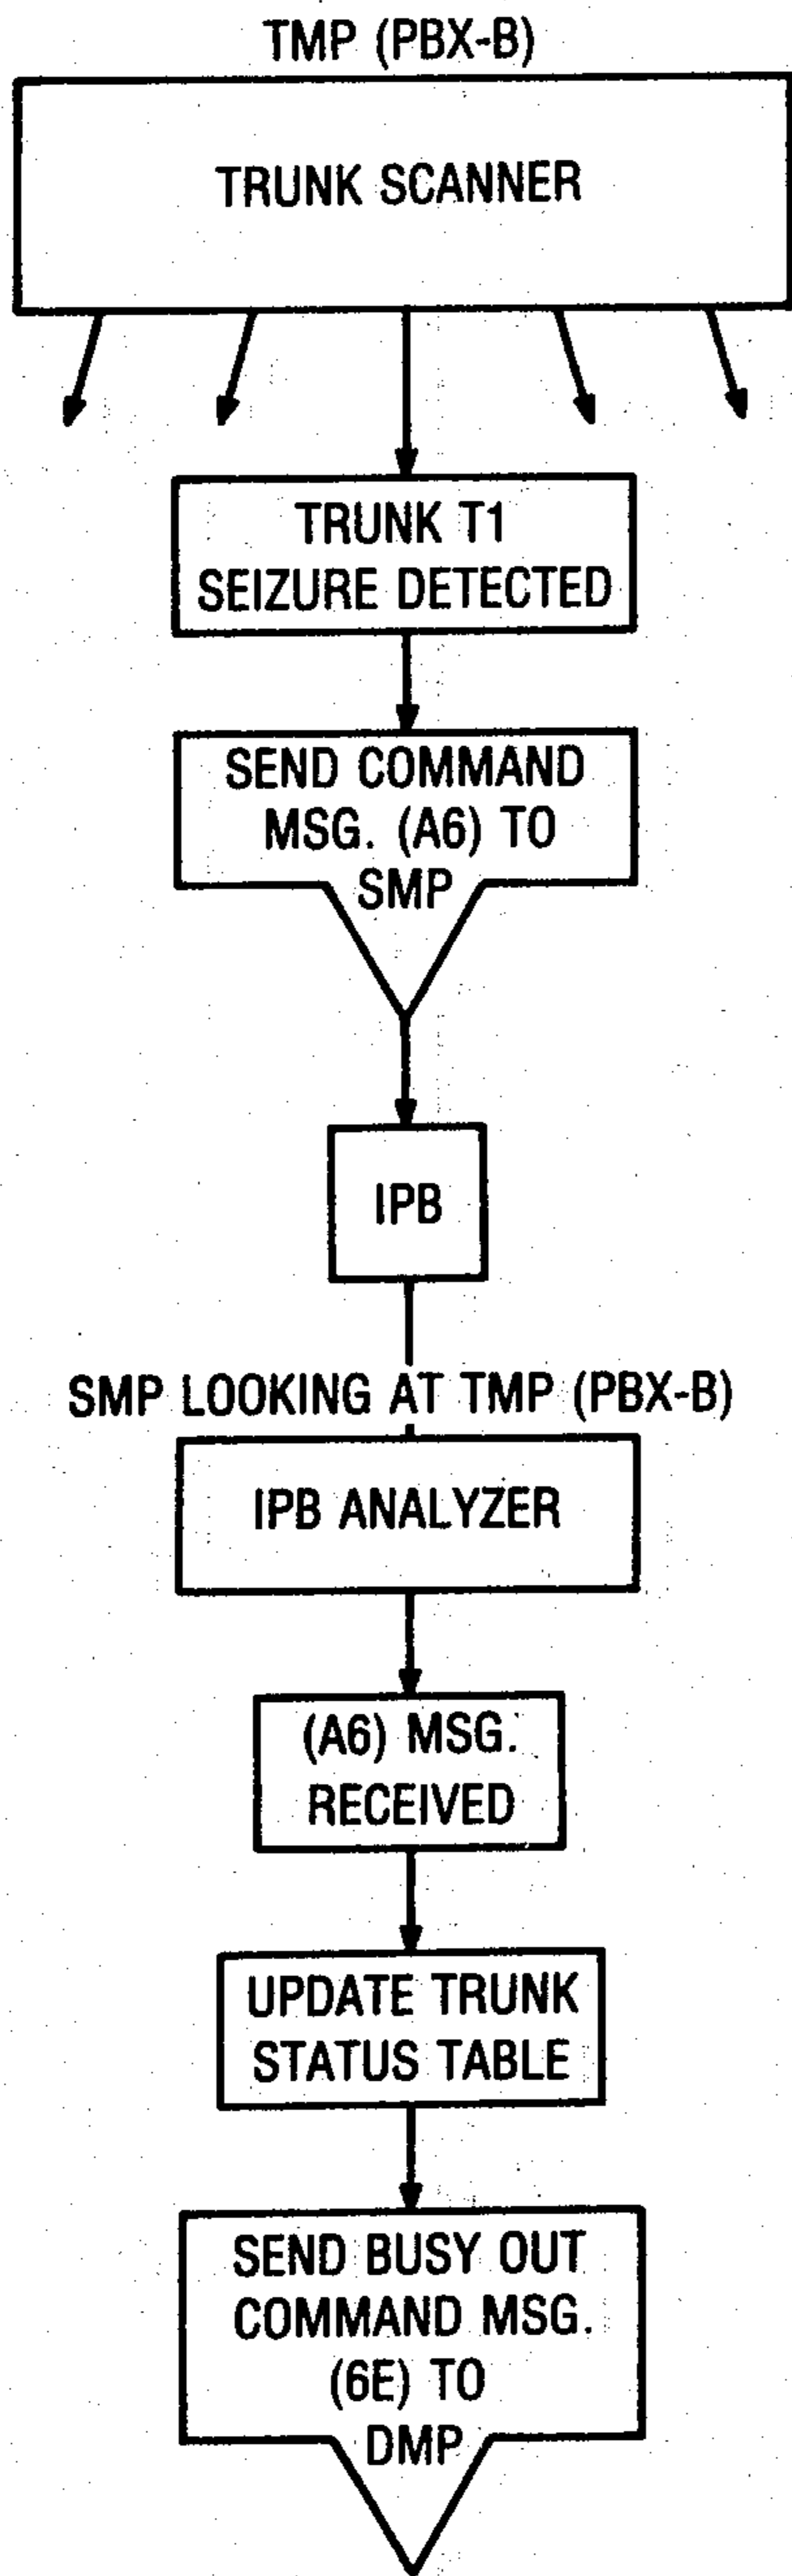 TMP (PBX-B)
TRUNK SCANNER
TRUNK T1
SEIZURE DETECTED
SEND COMMAND
MSG. (A6) TO
SMP
IPB
SMP LOOKING AT TMP (PBX-B)
IPB ANALYZER
(A6) MSG.
RECEIVED
UPDATE TRUNK
STATUS TABLE
SEND BUSY OUT
COMMAND MSG.
(6E) TO
DMP